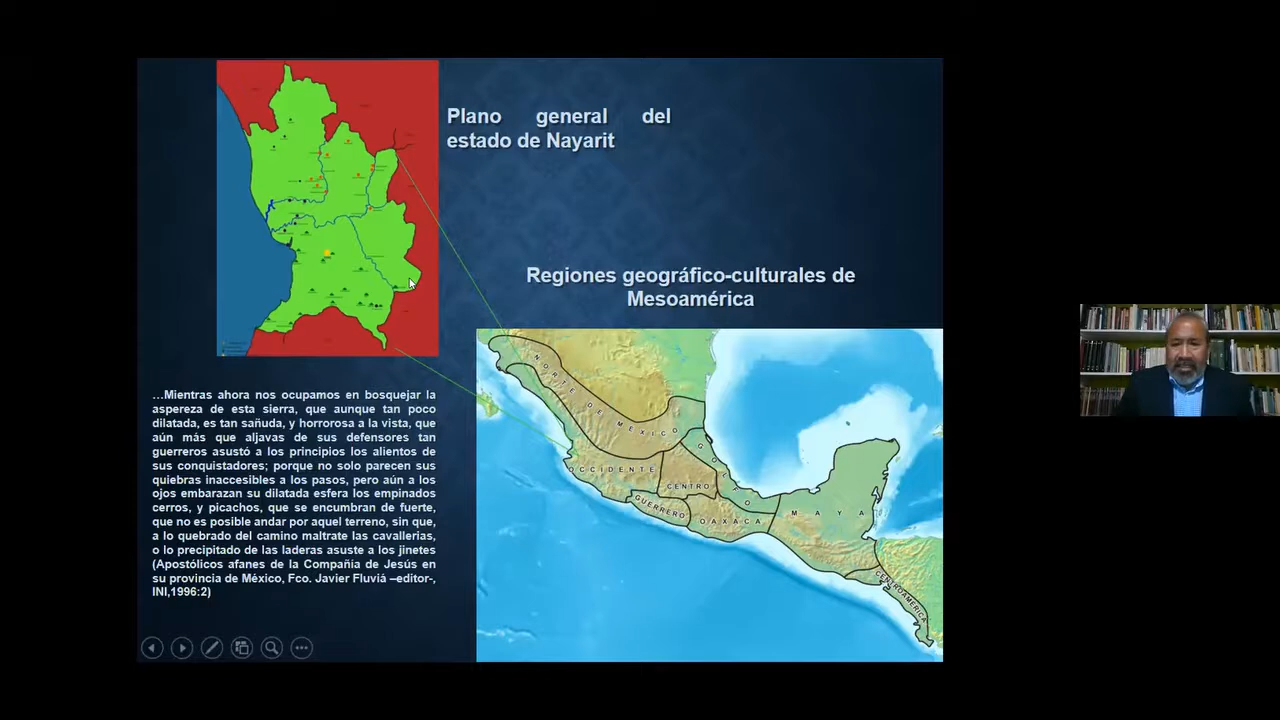 Plano general del
estado de Nayarit
Regiones geográfico-culturales de
Mesoamérica
…Mientras ahora nos ocupamos en bosquejar la
aspereza de esta sierra, que aunque tan poco
dilatada, es tan sañuda, y horrorosa a la vista, que
aún más que aljavas de sus defensores tan
guerreros asustó a los principios los alientos de
sus conquistadores; porque no solo parecen sus
quiebras inaccesibles a los pasos, pero aún a los
ojos embarazan su dilatada esfera los empinados
cerros, y picachos, que se encumbran de fuerte,
que no es posible andar por aquel terreno, sin que,
a lo quebrado del camino maltrate las cavallerias,
o lo precipitado de las laderas asuste a los jinetes
(Apostólicos afanes de la Compañia de Jesús en
su provincia de México, Fco. Javier Fluviá –editor-,
INI,1996:2)
NORTE DE MÉXICO
GOLFO
OCCIDENTE
CENTRO
GUERRERO
OAXACA
MAYA
CENTROAMÉRICA